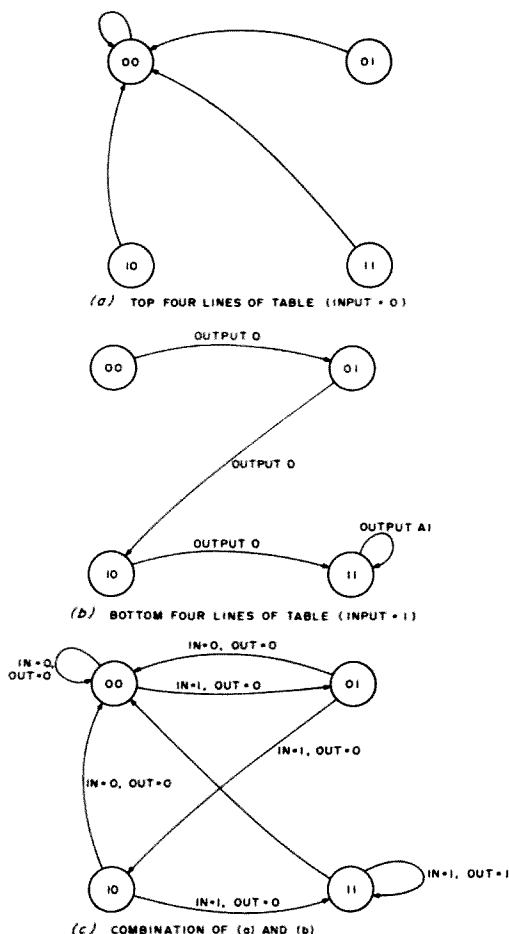 00
01
10
11
(a) TOP FOUR LINES OF TABLE (INPUT = 0)
OUTPUT 0
00
01
OUTPUT 0
OUTPUT A1
OUTPUT 0
10
11
(b) BOTTOM FOUR LINES OF TABLE (INPUT = 1)
IN=0, OUT=0
IN=0,
OUT=0
00
IN=1, OUT=0
01
IN=1, OUT=0
IN=0, OUT=0
10
11
IN=1, OUT=1
IN=1, OUT=0
(c) COMBINATION OF (a) AND (b)